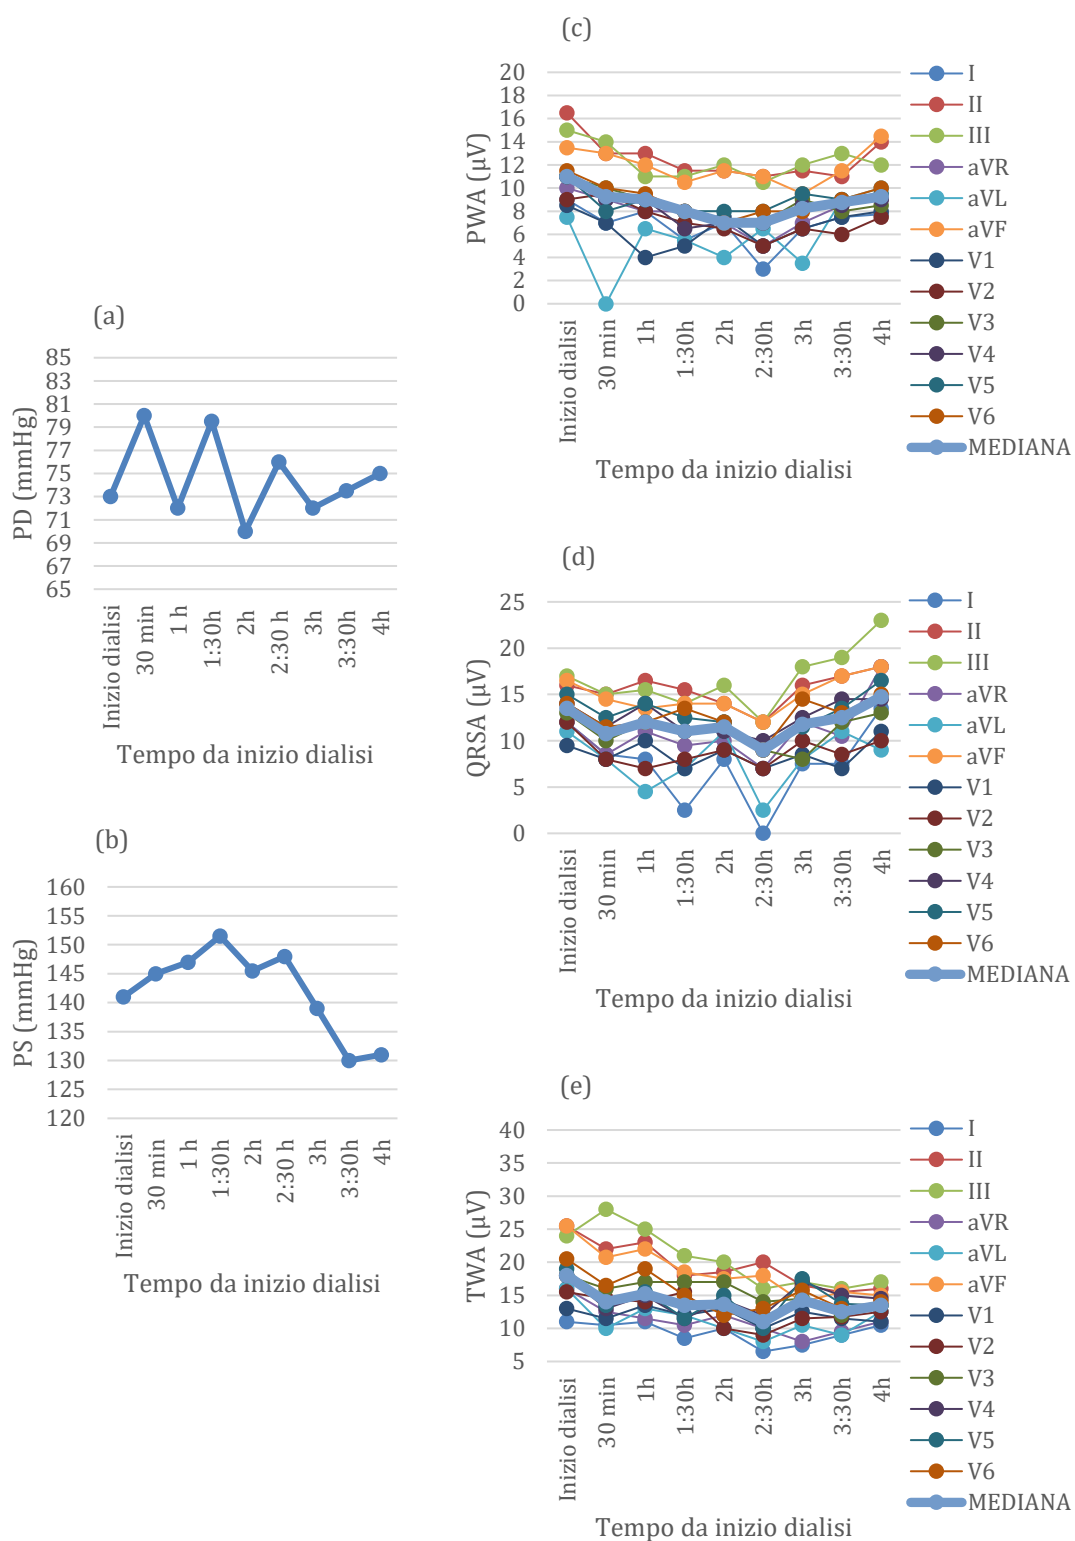 (a)
85
83
81
79
77
75
73
71
69
67
65
PD (mmHg)
Inizio dialisi
30 min
1 h
1:30h
2h
2:30 h
3h
3:30h
4h
Tempo da inizio dialisi
(b)
160
155
150
145
140
135
130
125
120
PS (mmHg)
Inizio dialisi
30 min
1 h
1:30h
2h
2:30 h
3h
3:30h
4h
Tempo da inizio dialisi
(c)
20
18
16
14
12
10
8
6
4
2
0
PWA (µV)
Inizio dialisi
30 min
1h
1:30h
2h
2:30h
3h
3:30h
4h
Tempo da inizio dialisi
I
II
III
aVR
aVL
aVF
V1
V2
V3
V4
V5
V6
MEDIANA
(d)
25
20
15
10
5
0
QRSA (µV)
Inizio dialisi
30 min
1h
1:30h
2h
2:30h
3h
3:30h
4h
Tempo da inizio dialisi
I
II
III
aVR
aVL
aVF
V1
V2
V3
V4
V5
V6
MEDIANA
(e)
40
35
30
25
20
15
10
5
TWA (µV)
Inizio dialisi
30 min
1h
1:30h
2h
2:30h
3h
3:30h
4h
Tempo da inizio dialisi
I
II
III
aVR
aVL
aVF
V1
V2
V3
V4
V5
V6
MEDIANA